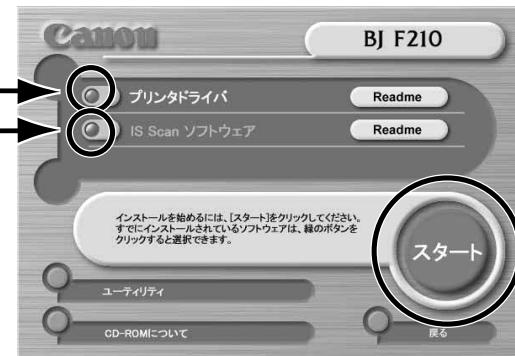 Canon
BJ F210
プリンタドライバ
Readme
IS Scan ソフトウェア
Readme
インストールを始めるには、[スタート]をクリックしてください。
すでにインストールされているソフトウェアは、緑のボタンを
クリックすると選択できます。
スタート
ユーティリティ
CD-ROMについて
戻る